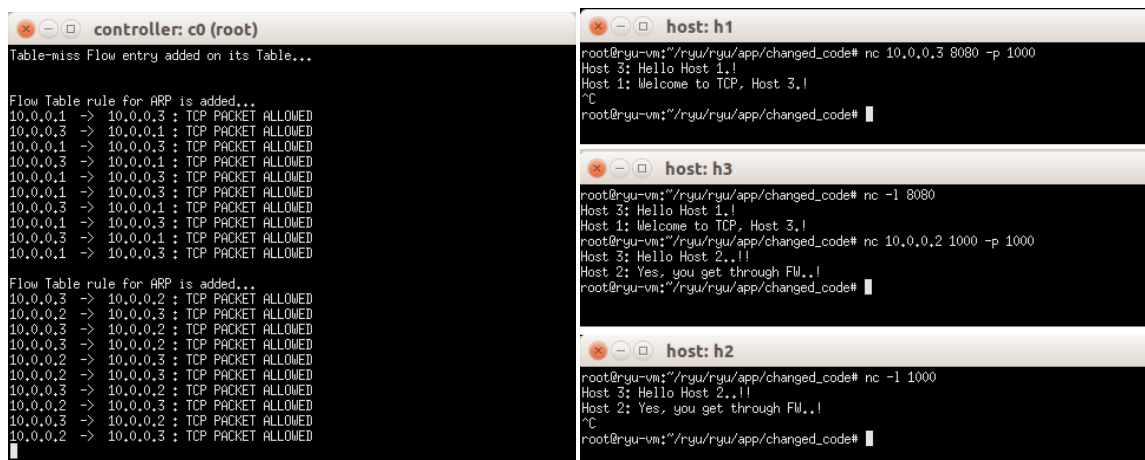 controller: c0 (root)
Table-miss Flow entry added on its Table...
Flow Table rule for ARP is added...
10.0.0.1 -> 10.0.0.3 : TCP PACKET ALLOWED
10.0.0.3 -> 10.0.0.1 : TCP PACKET ALLOWED
10.0.0.1 -> 10.0.0.3 : TCP PACKET ALLOWED
10.0.0.3 -> 10.0.0.1 : TCP PACKET ALLOWED
10.0.0.1 -> 10.0.0.3 : TCP PACKET ALLOWED
10.0.0.1 -> 10.0.0.3 : TCP PACKET ALLOWED
10.0.0.3 -> 10.0.0.1 : TCP PACKET ALLOWED
10.0.0.1 -> 10.0.0.3 : TCP PACKET ALLOWED
10.0.0.3 -> 10.0.0.1 : TCP PACKET ALLOWED
10.0.0.1 -> 10.0.0.3 : TCP PACKET ALLOWED
Flow Table rule for ARP is added...
10.0.0.3 -> 10.0.0.2 : TCP PACKET ALLOWED
10.0.0.2 -> 10.0.0.3 : TCP PACKET ALLOWED
10.0.0.3 -> 10.0.0.2 : TCP PACKET ALLOWED
10.0.0.3 -> 10.0.0.2 : TCP PACKET ALLOWED
10.0.0.2 -> 10.0.0.3 : TCP PACKET ALLOWED
10.0.0.2 -> 10.0.0.3 : TCP PACKET ALLOWED
10.0.0.3 -> 10.0.0.2 : TCP PACKET ALLOWED
10.0.0.2 -> 10.0.0.3 : TCP PACKET ALLOWED
10.0.0.3 -> 10.0.0.2 : TCP PACKET ALLOWED
10.0.0.2 -> 10.0.0.3 : TCP PACKET ALLOWED
host: h1
root@ryu-vm:~/ryu/ryu/app/changed_code# nc 10.0.0.3 8080 -p 1000
Host 3: Hello Host 1.!
Host 1: Welcome to TCP, Host 3.!
^C
root@ryu-vm:~/ryu/ryu/app/changed_code#
host: h3
root@ryu-vm:~/ryu/ryu/app/changed_code# nc -l 8080
Host 3: Hello Host 1.!
Host 1: Welcome to TCP, Host 3.!
root@ryu-vm:~/ryu/ryu/app/changed_code# nc 10.0.0.2 1000 -p 1000
Host 3: Hello Host 2..!!
Host 2: Yes, you get through FW..!
root@ryu-vm:~/ryu/ryu/app/changed_code#
host: h2
root@ryu-vm:~/ryu/ryu/app/changed_code# nc -l 1000
Host 3: Hello Host 2..!!
Host 2: Yes, you get through FW..!
^C
root@ryu-vm:~/ryu/ryu/app/changed_code#